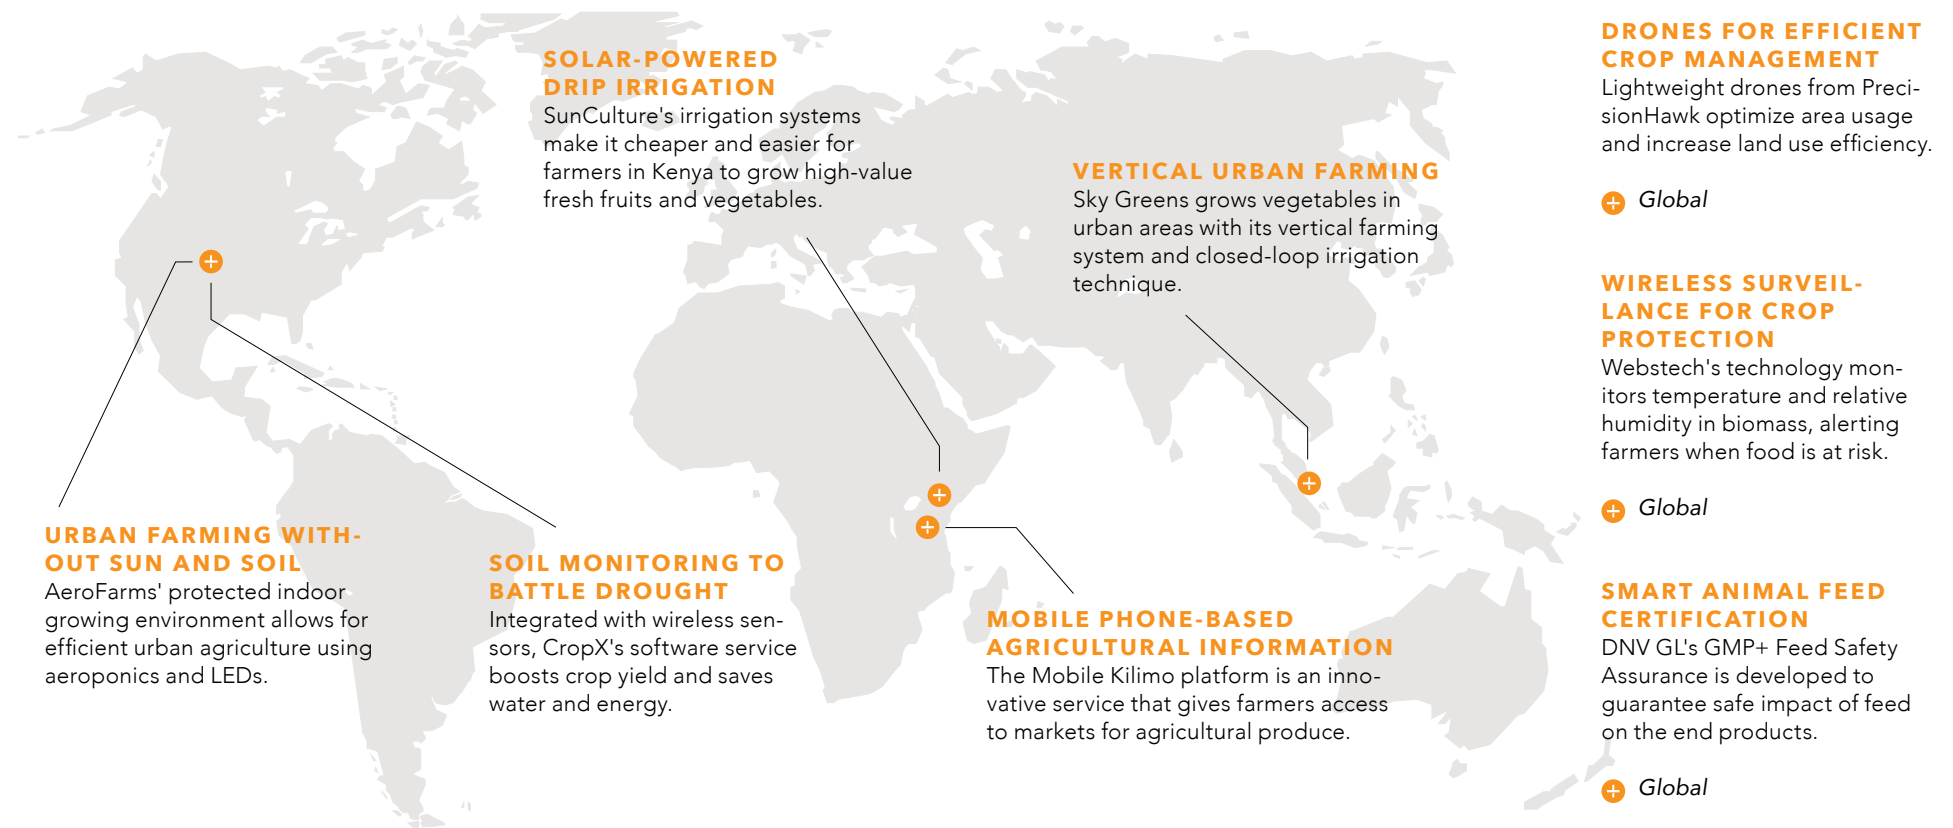 SOLAR-POWERED
DRIP IRRIGATION
SunCulture's irrigation systems
make it cheaper and easier for
farmers in Kenya to grow high-value
fresh fruits and vegetables.
VERTICAL URBAN FARMING
Sky Greens grows vegetables in
urban areas with its vertical farming
system and closed-loop irrigation
technique.
URBAN FARMING WITH-
OUT SUN AND SOIL
AeroFarms' protected indoor
growing environment allows for
efficient urban agriculture using
aeroponics and LEDs.
SOIL MONITORING TO
BATTLE DROUGHT
Integrated with wireless sen-
sors, CropX's software service
boosts crop yield and saves
water and energy.
MOBILE PHONE-BASED
AGRICULTURAL INFORMATION
The Mobile Kilimo platform is an inno-
vative service that gives farmers access
to markets for agricultural produce.
DRONES FOR EFFICIENT
CROP MANAGEMENT
Lightweight drones from Preci-
sionHawk optimize area usage
and increase land use efficiency.
Global
WIRELESS SURVEIL-
LANCE FOR CROP
PROTECTION
Webstech's technology mon-
itors temperature and relative
humidity in biomass, alerting
farmers when food is at risk.
Global
SMART ANIMAL FEED
CERTIFICATION
DNV GL's GMP+ Feed Safety
Assurance is developed to
guarantee safe impact of feed
on the end products.
Global